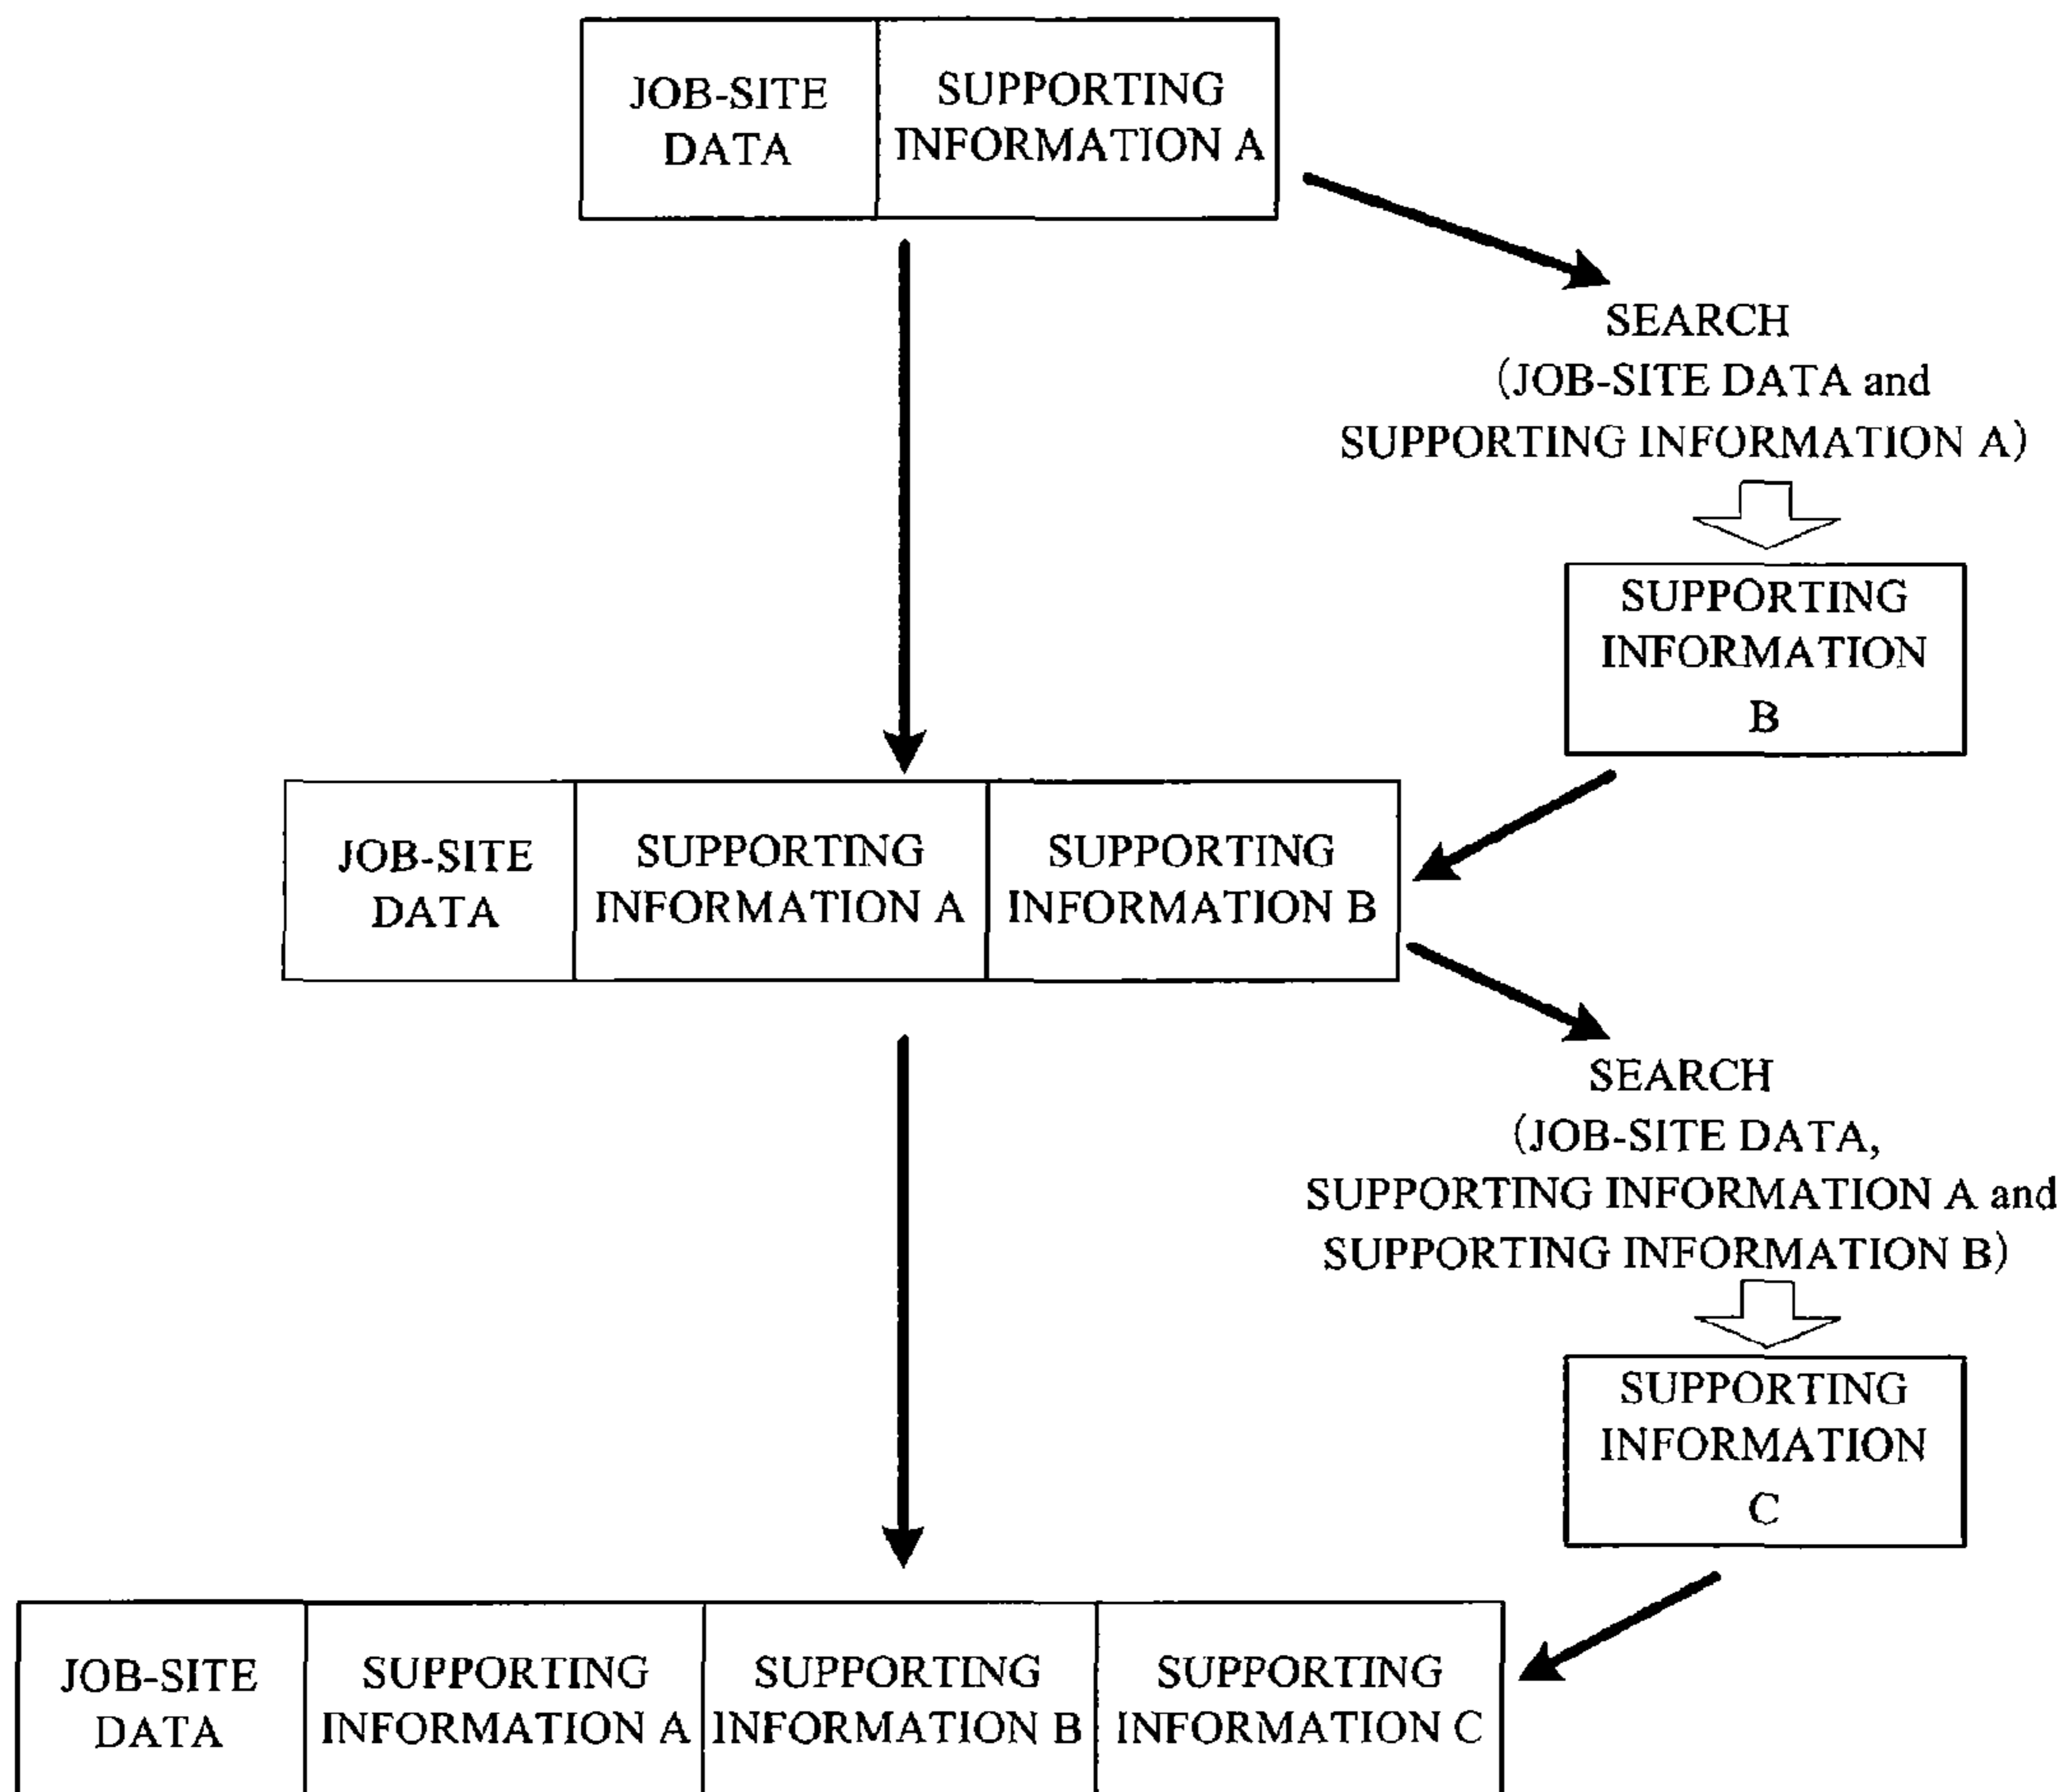 JOB-SITE
DATA
SUPPORTING
INFORMATION A
SEARCH
(JOB-SITE DATA and
SUPPORTING INFORMATION A)
SUPPORTING
INFORMATION
B
JOB-SITE
DATA
SUPPORTING
INFORMATION A
SUPPORTING
INFORMATION B
SEARCH
(JOB-SITE DATA,
SUPPORTING INFORMATION A and
SUPPORTING INFORMATION B)
SUPPORTING
INFORMATION
C
JOB-SITE
DATA
SUPPORTING
INFORMATION A
SUPPORTING
INFORMATION B
SUPPORTING
INFORMATION C